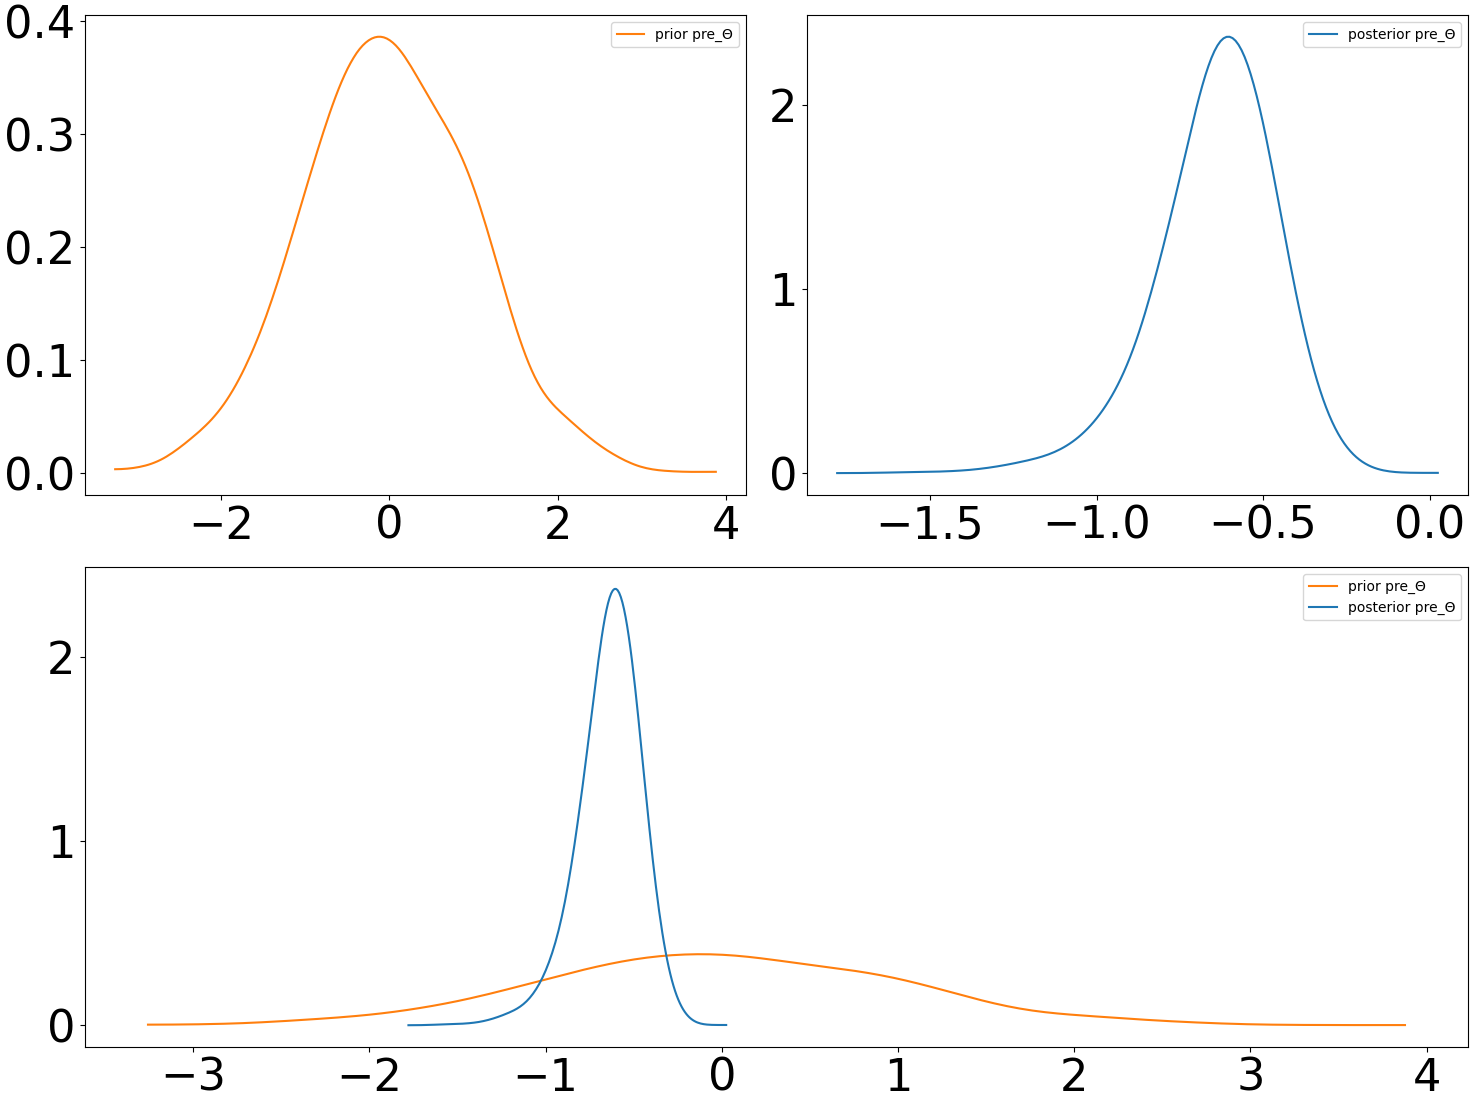 0.4
0.3
0.2
0.1
0.0
−2 0 2 4
prior pre_Θ
2
1
0
−1.5 −1.0 −0.5 0.0
posterior pre_Θ
2
1
0
−3 −2 −1 0 1 2 3 4
prior pre_Θ
posterior pre_Θ